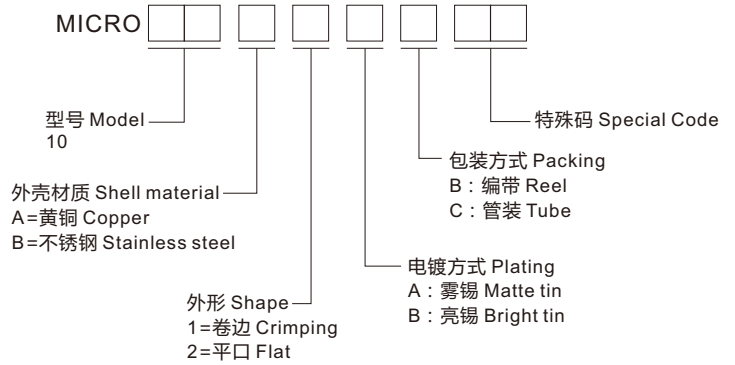 MICRO
型号 Model
10
特殊码 Special Code
包装方式 Packing
B：编带 Reel
C：管装 Tube
外壳材质 Shell material
A=黄铜 Copper
B=不锈钢 Stainless steel
电镀方式 Plating
A：雾锡 Matte tin
B：亮锡 Bright tin
外形 Shape
1=卷边 Crimping
2=平口 Flat